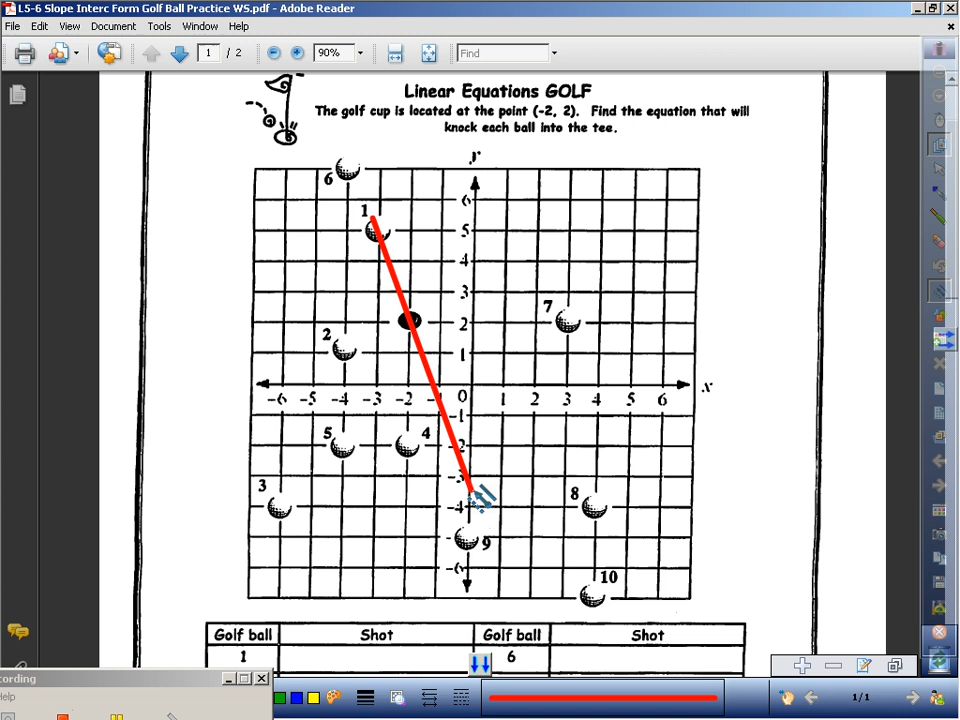 L5-6 Slope Interc Form Golf Ball Practice WS.pdf - Adobe Reader
File Edit View Document Tools Window Help
1 / 2 90% Find
Linear Equations GOLF
The golf cup is located at the point (-2, 2). Find the equation that will
knock each ball into the tee.
y
6
6
1
5
4
3
7
2
2
1
x
-6 -5 -4 -3 -2 0 1 2 3 4 5 6
-1
5 4 -2
3 8
-4
9
-6
10
Golf ball Shot Golf ball Shot
1 6
cording
Help
1/1